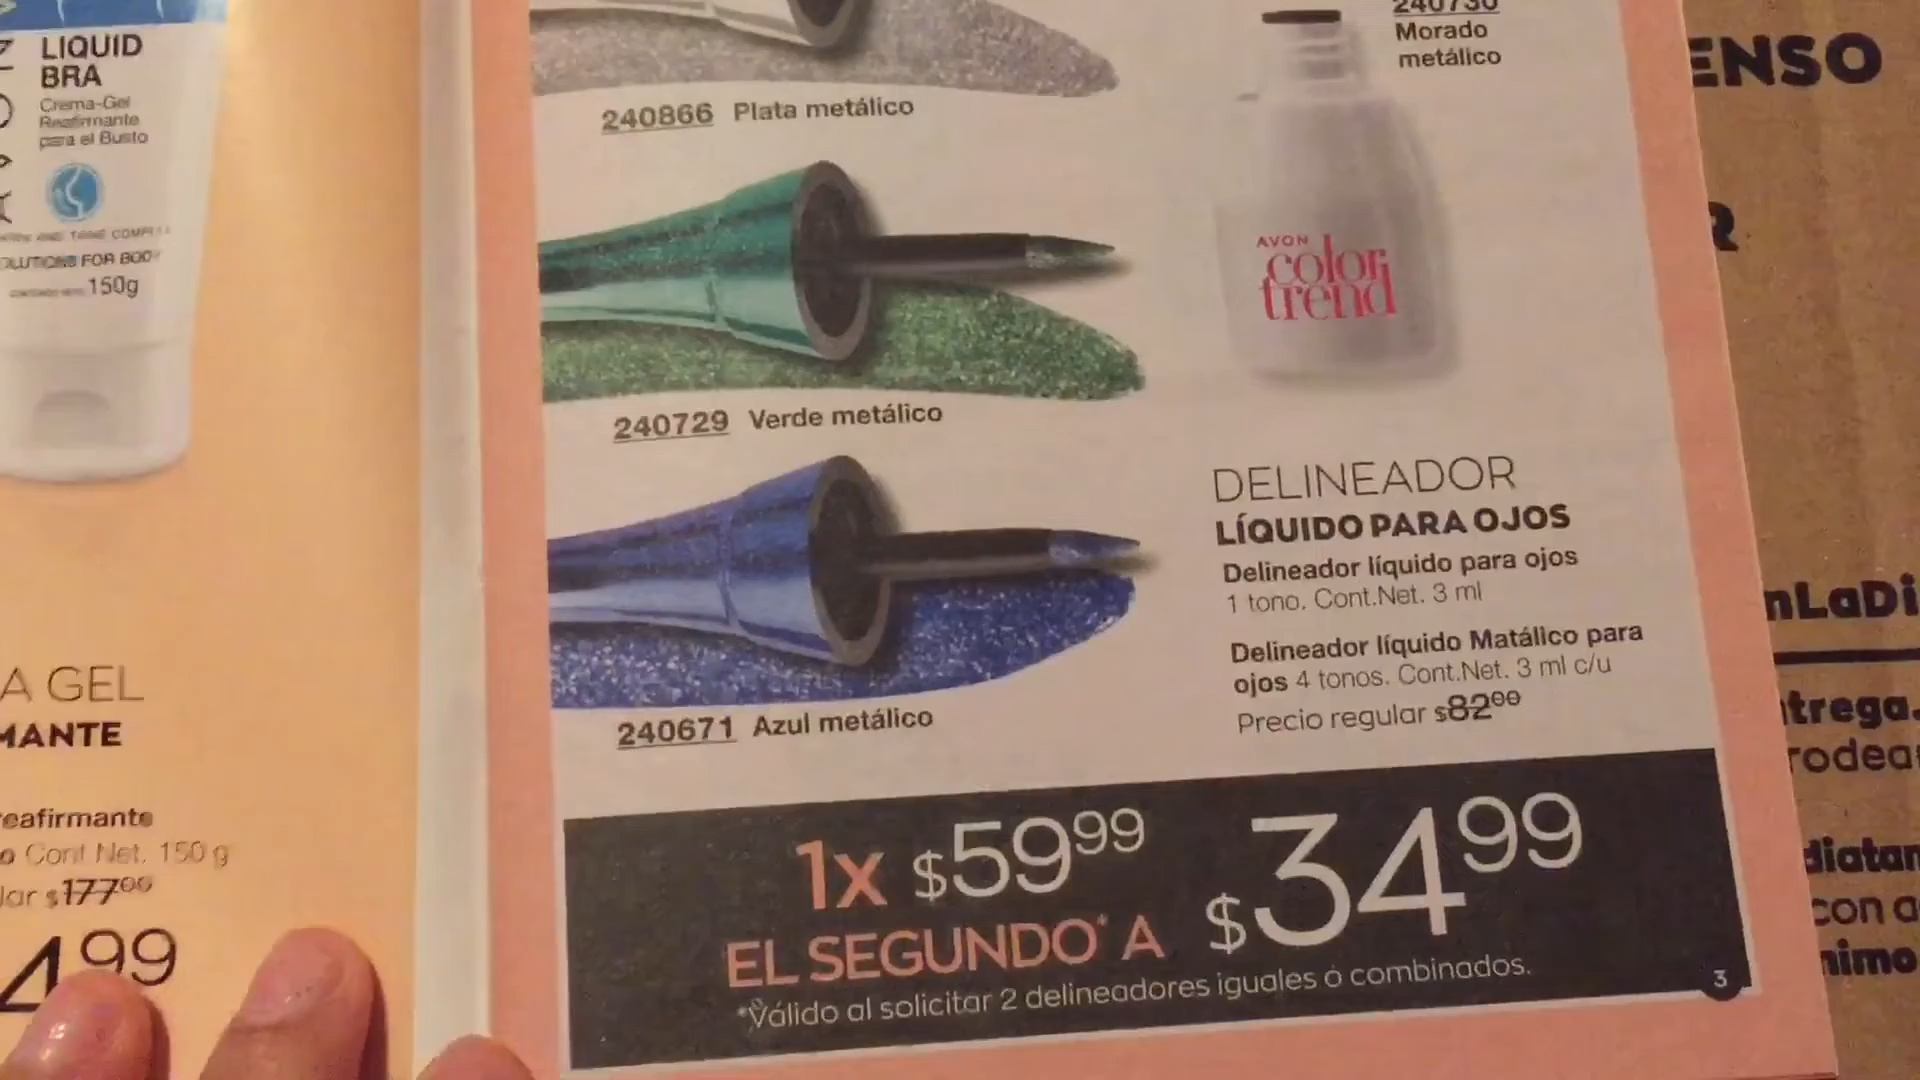 LIQUID
BRA
Crema-Gel
Reafirmante
para el Busto
150g
A GEL
MANTE
eafirmante
Cont.Net. 150 g
lar $177⁰⁰
4⁹⁹
240730
Morado
metálico
240866 Plata metálico
AVON
color
trend
240729 Verde metálico
240671 Azul metálico
DELINEADOR
LÍQUIDO PARA OJOS
Delineador líquido para ojos
1 tono. Cont.Net. 3 ml
Delineador líquido Matálico para
ojos 4 tonos. Cont.Net. 3 ml c/u
Precio regular $82⁰⁰
1x $59⁹⁹
EL SEGUNDO* A $34⁹⁹
*Válido al solicitar 2 delineadores iguales ó combinados.
3
ENSO
R
nLaDi
trega.
rodea
diatan
con a
nimo